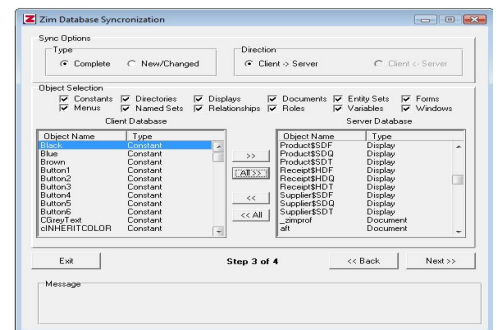 Zim Database Syncronization
Sync Options
Type
Complete New/Changed
Direction
Client -> Server Client <- Server
Object Selection
Constants Directories Displays Documents Entity Sets Forms
Menus Named Sets Relationships Roles Variables Windows
Client Database
Object Name Type
Black Constant
Blue Constant
Brown Constant
Button1 Constant
Button2 Constant
Button3 Constant
Button4 Constant
Button5 Constant
Button6 Constant
CGreyText Constant
cINHERITCOLOR Constant
>>
All >>
<<
<< All
Server Database
Object Name Type
Product$SDF Display
Product$SDQ Display
Product$SDT Display
Receipt$HDF Display
Receipt$HDQ Display
Receipt$HDT Display
Supplier$SDF Display
Supplier$SDQ Display
Supplier$SDT Display
_zimprof Document
aft Document
Exit Step 3 of 4 << Back Next >>
Message